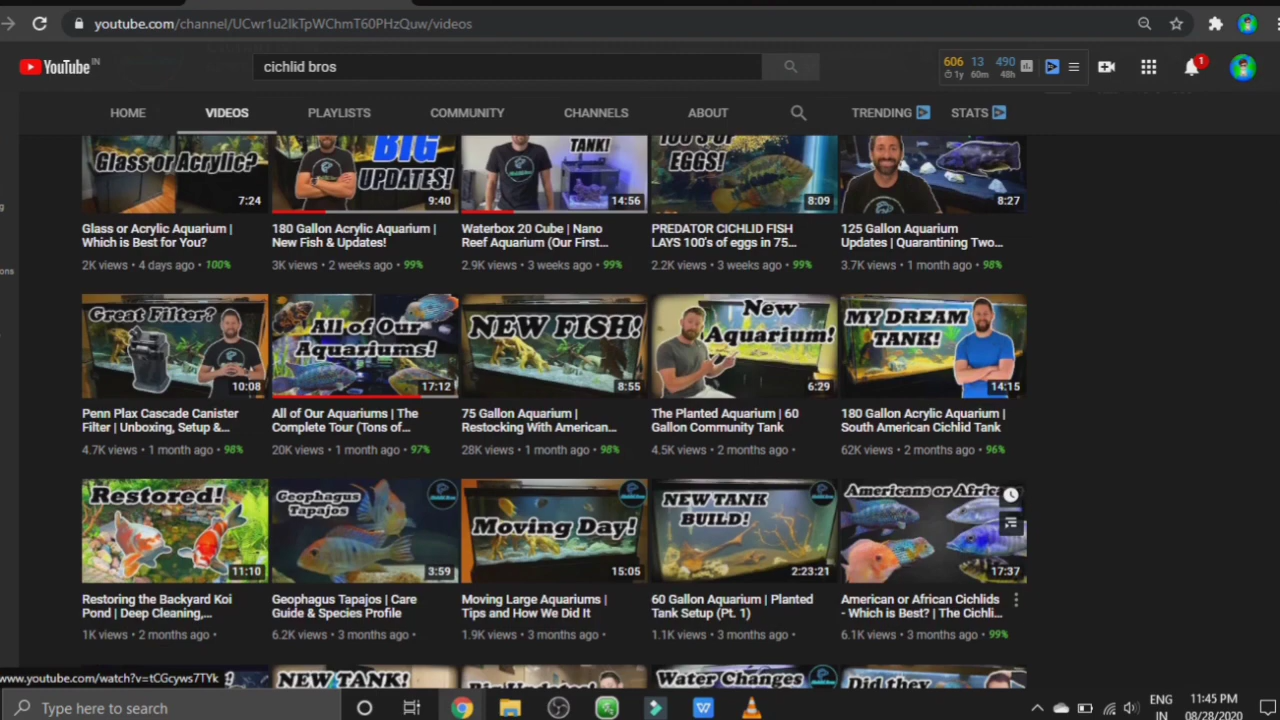 youtube.com/channel/UCwr1u2IkTpWChmT60PHzQuw/videos
YouTube IN
cichlid bros
606 13 490
1y 60m 48h
1
HOME VIDEOS PLAYLISTS COMMUNITY CHANNELS ABOUT TRENDING STATS
Glass or Acrylic?
7:24
BIG
UPDATES!
9:40
TANK!
14:56
100's of
EGGS!
8:09
8:27
Glass or Acrylic Aquarium |
Which is Best for You?
2K views • 4 days ago • 100%
180 Gallon Acrylic Aquarium |
New Fish & Updates!
3K views • 2 weeks ago • 99%
Waterbox 20 Cube | Nano
Reef Aquarium (Our First...
2.9K views • 3 weeks ago • 99%
PREDATOR CICHLID FISH
LAYS 100's of eggs in 75...
2.2K views • 3 weeks ago • 99%
125 Gallon Aquarium
Updates | Quarantining Two...
3.7K views • 1 month ago • 98%
Great Filter?
10:08
All of Our
Aquariums!
17:12
NEW FISH!
8:55
New
Aquarium!
6:29
MY DREAM
TANK!
14:15
Penn Plax Cascade Canister
Filter | Unboxing, Setup &...
4.7K views • 1 month ago • 98%
All of Our Aquariums | The
Complete Tour (Tons of...
20K views • 1 month ago • 97%
75 Gallon Aquarium |
Restocking With American...
28K views • 1 month ago • 98%
The Planted Aquarium | 60
Gallon Community Tank
4.5K views • 2 months ago •
180 Gallon Acrylic Aquarium |
South American Cichlid Tank
62K views • 2 months ago • 96%
Restored!
11:10
Geophagus
Tapajos
3:59
Moving Day!
15:05
NEW TANK
BUILD!
2:23:21
Americans or Afric
17:37
Restoring the Backyard Koi
Pond | Deep Cleaning,...
1K views • 2 months ago •
Geophagus Tapajos | Care
Guide & Species Profile
6.2K views • 3 months ago •
Moving Large Aquariums |
Tips and How We Did It
1.9K views • 3 months ago •
60 Gallon Aquarium | Planted
Tank Setup (Pt. 1)
1.1K views • 3 months ago •
American or African Cichlids
- Which is Best? | The Cichli...
6.1K views • 3 months ago • 99%
www.youtube.com/watch?v=tCGcyws7TYk
NEW TANK!
Big Updates!
Water Changes
Did they
Type here to search
ENG
IN
11:45 PM
08/28/2020